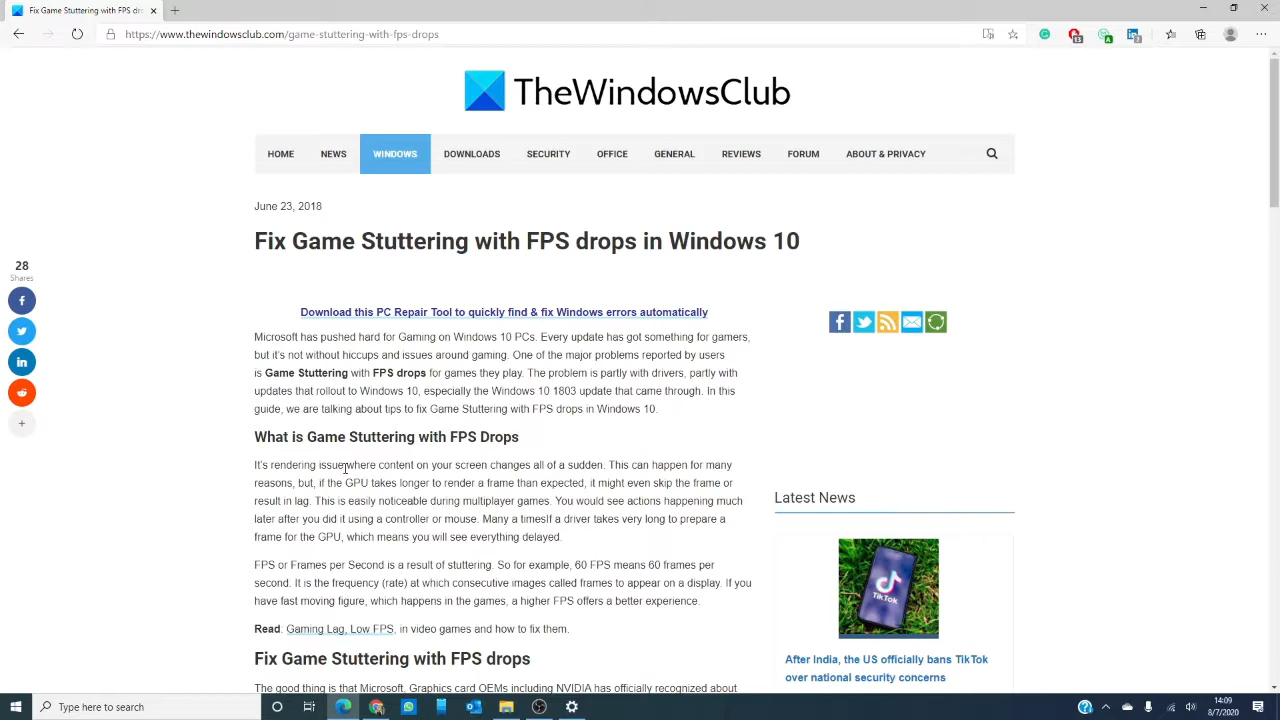 Fix Game Stuttering with FPS dro
https://www.thewindowsclub.com/game-stuttering-with-fps-drops
TheWindowsClub
HOME NEWS WINDOWS DOWNLOADS SECURITY OFFICE GENERAL REVIEWS FORUM ABOUT & PRIVACY
June 23, 2018
Fix Game Stuttering with FPS drops in Windows 10
28
Shares
Download this PC Repair Tool to quickly find & fix Windows errors automatically
Microsoft has pushed hard for Gaming on Windows 10 PCs. Every update has got something for gamers,
but it's not without hiccups and issues around gaming. One of the major problems reported by users
is Game Stuttering with FPS drops for games they play. The problem is partly with drivers, partly with
updates that rollout to Windows 10, especially the Windows 10 1803 update that came through. In this
guide, we are talking about tips to fix Game Stuttering with FPS drops in Windows 10.
What is Game Stuttering with FPS Drops
It's rendering issue where content on your screen changes all of a sudden. This can happen for many
reasons, but, if the GPU takes longer to render a frame than expected, it might even skip the frame or
result in lag. This is easily noticeable during multiplayer games. You would see actions happening much
later after you did it using a controller or mouse. Many a timesIf a driver takes very long to prepare a
frame for the GPU, which means you will see everything delayed.
FPS or Frames per Second is a result of stuttering. So for example, 60 FPS means 60 frames per
second. It is the frequency (rate) at which consecutive images called frames to appear on a display. If you
have fast moving figure, which happens in the games, a higher FPS offers a better experience.
Read: Gaming Lag, Low FPS, in video games and how to fix them.
Fix Game Stuttering with FPS drops
The good thing is that Microsoft, Graphics card OEMs including NVIDIA has officially recognized about
Latest News
TikTok
After India, the US officially bans TikTok
over national security concerns
Type here to search
14:09
8/7/2020